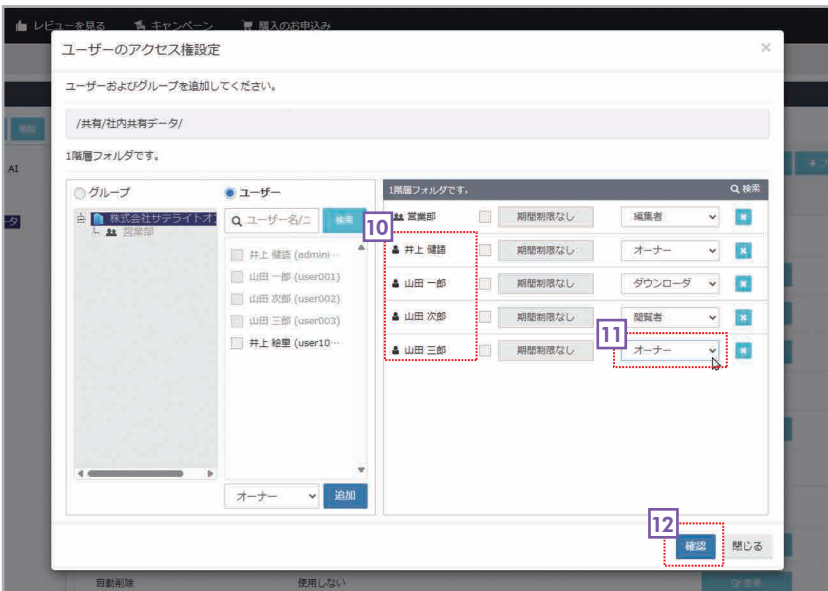 レビューを見る キャンペーン 購入のお申込み
ユーザーのアクセス権設定 ×
ユーザーおよびグループを追加してください。
/共有/社内共有データ/
1階層フォルダです。
AI
タ
グループ ユーザー
株式会社サテライトオフ
営業部
ユーザー名/コ 検索
井上 健語 (admini…
山田 一郎 (user001)
山田 次郎 (user002)
山田 三郎 (user003)
井上 絵里 (user10…
オーナー 追加
1階層フォルダです。 検索
10
営業部 期間制限なし 編集者
井上 健語 期間制限なし オーナー
山田 一郎 期間制限なし ダウンローダ
山田 次郎 期間制限なし 閲覧者
11
山田 三郎 期間制限なし オーナー
12
確認 閉じる
自動削除 使用しない 変更